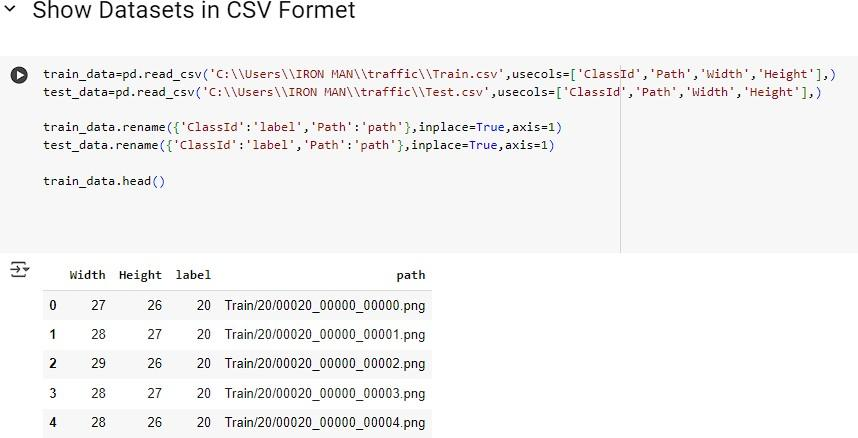 Show Datasets in CSV Formet
train_data=pd.read_csv('C:\\Users\\IRON MAN\\traffic\\Train.csv',usecols=['ClassId','Path','Width','Height'],)
test_data=pd.read_csv('C:\\Users\\IRON MAN\\traffic\\Test.csv',usecols=['ClassId','Path','Width','Height'],)
train_data.rename({'ClassId':'label','Path':'path'},inplace=True,axis=1)
test_data.rename({'ClassId':'label','Path':'path'},inplace=True,axis=1)
train_data.head()
Width Height label path
0 27 26 20 Train/20/00020_00000_00000.png
1 28 27 20 Train/20/00020_00000_00001.png
2 29 26 20 Train/20/00020_00000_00002.png
3 28 27 20 Train/20/00020_00000_00003.png
4 28 26 20 Train/20/00020_00000_00004.png